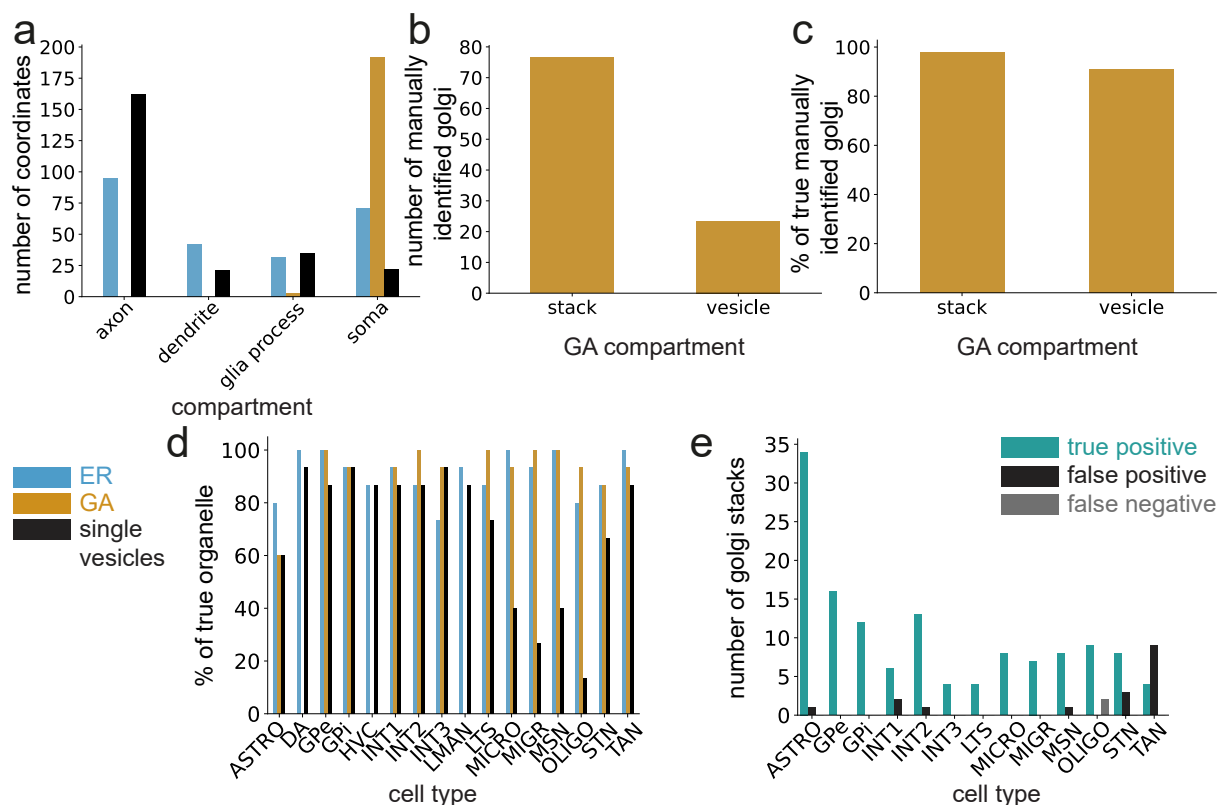 a
number of coordinates
200
175
150
125
100
75
50
25
0
axon
dendrite
glia process
soma
compartment
b
number of manually
identified golgi
80
70
60
50
40
30
20
10
0
stack
vesicle
GA compartment
c
% of true manually
identified golgi
100
80
60
40
20
0
stack
vesicle
GA compartment
ER
GA
single
vesicles
d
% of true organelle
100
80
60
40
20
0
ASTRO
DA
GPe
GPi
HVC
INT1
INT2
INT3
LMAN
LTS
MICRO
MIGR
MSN
OLIGO
STN
TAN
cell type
e
number of golgi stacks
35
30
25
20
15
10
5
0
ASTRO
GPe
GPi
INT1
INT2
INT3
LTS
MICRO
MIGR
MSN
OLIGO
STN
TAN
cell type
true positive
false positive
false negative